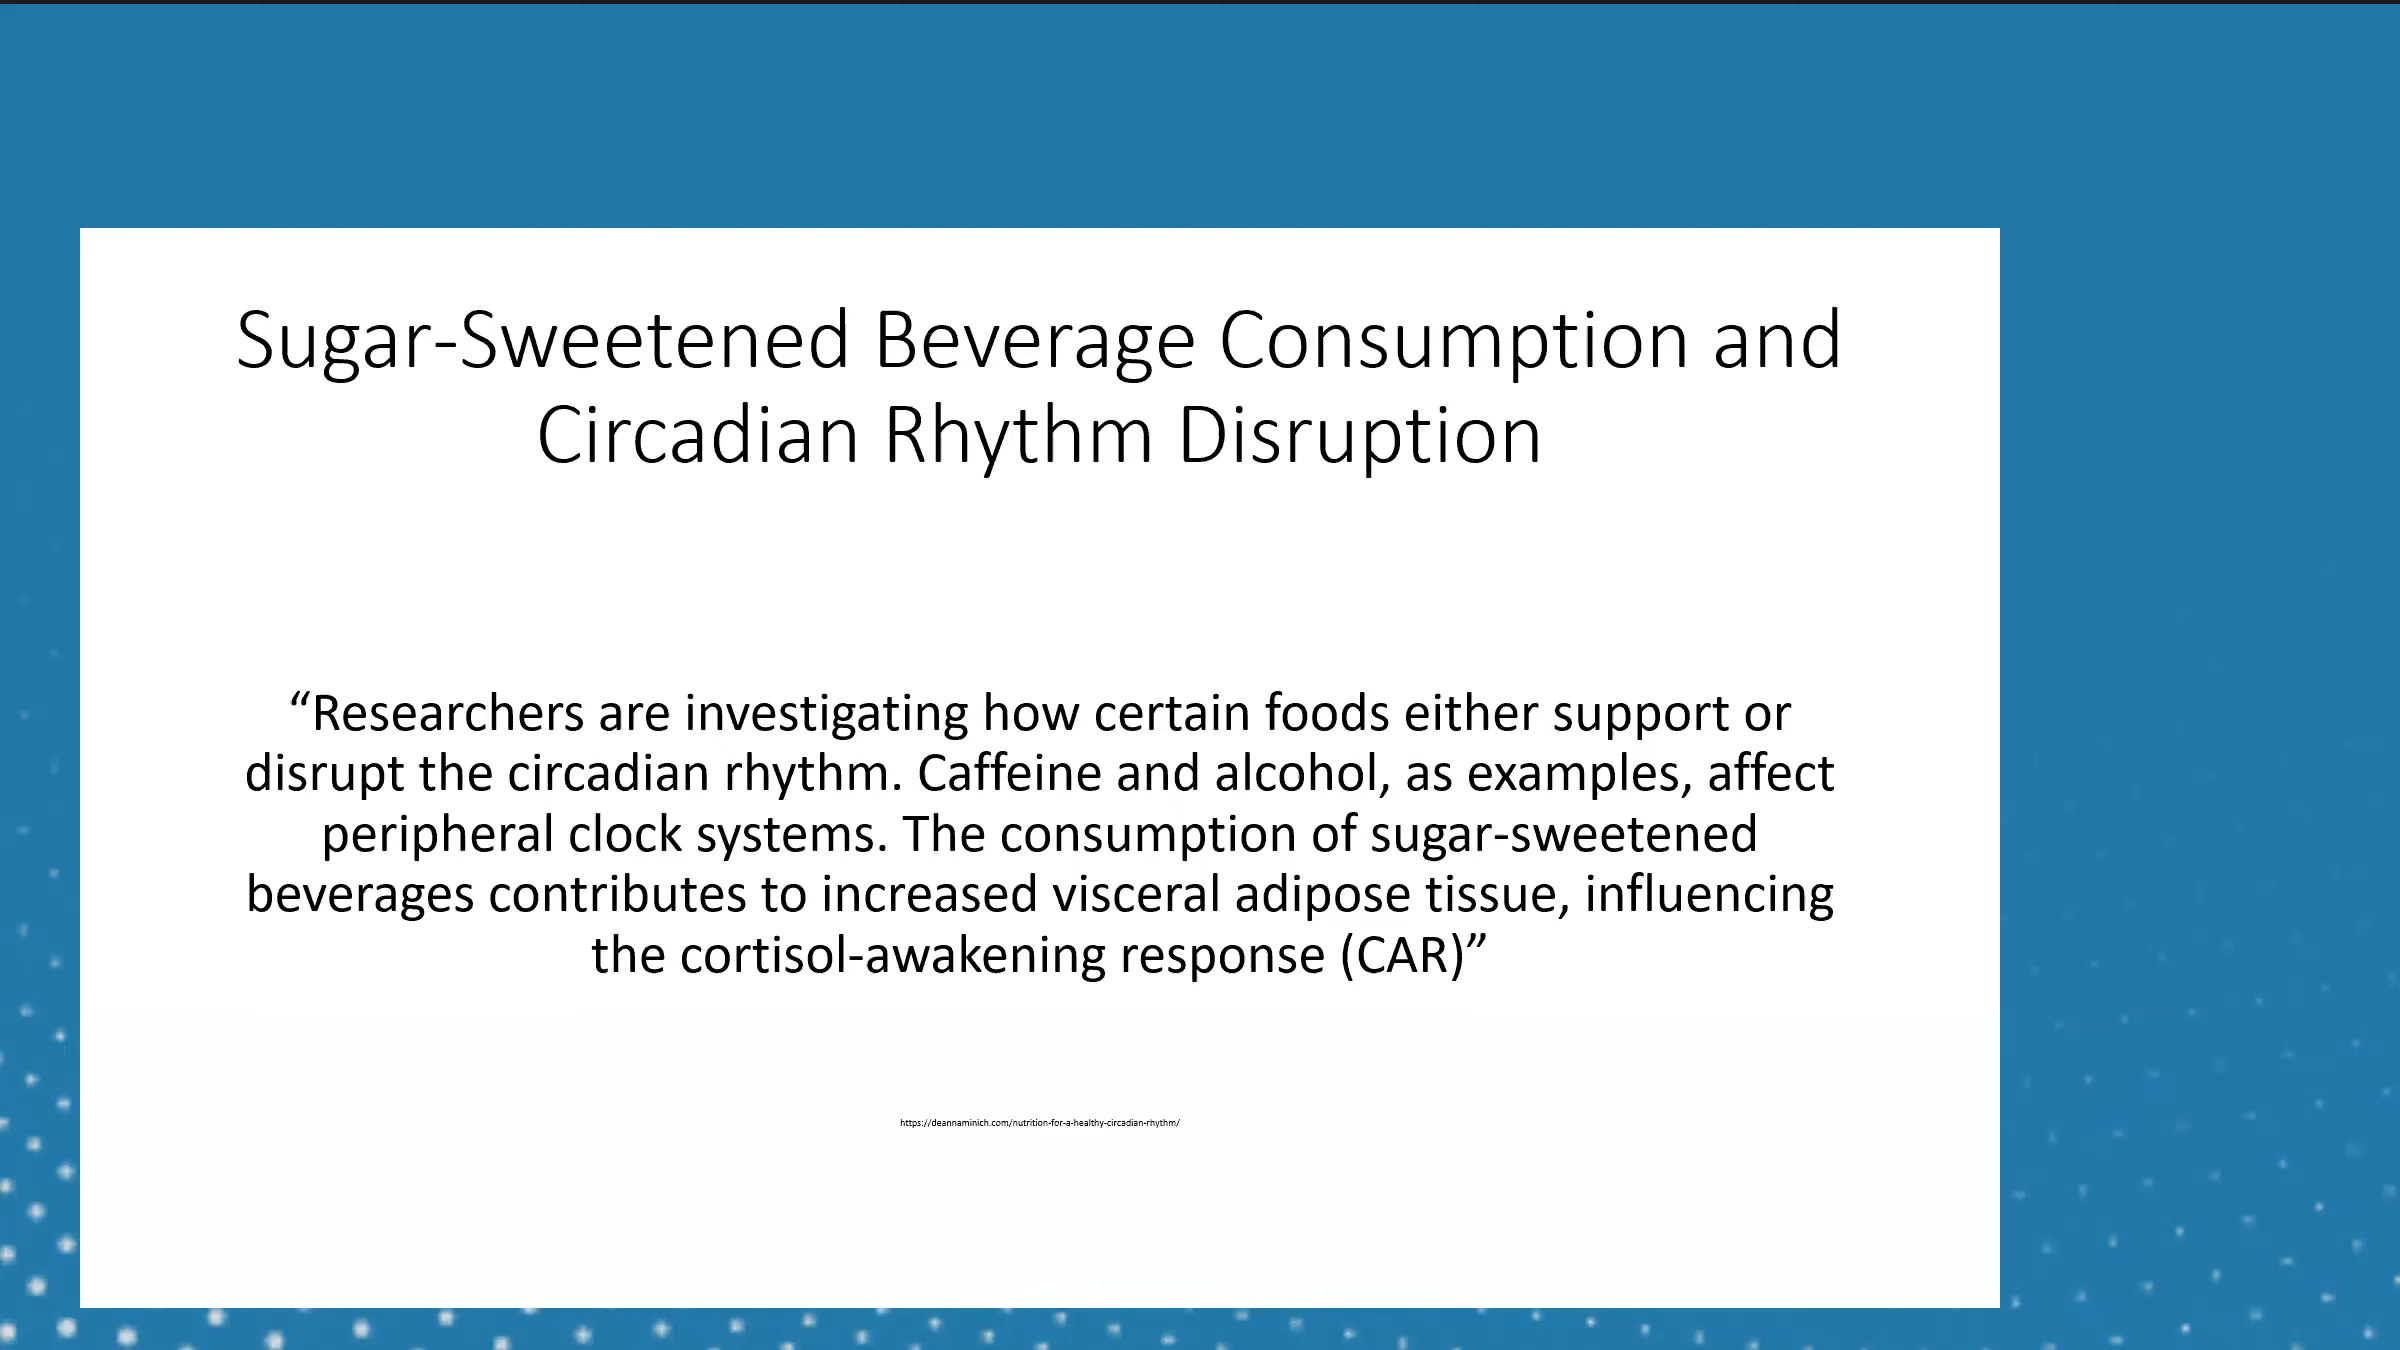 Sugar-Sweetened Beverage Consumption and
Circadian Rhythm Disruption
“Researchers are investigating how certain foods either support or
disrupt the circadian rhythm. Caffeine and alcohol, as examples, affect
peripheral clock systems. The consumption of sugar-sweetened
beverages contributes to increased visceral adipose tissue, influencing
the cortisol-awakening response (CAR)”
https://deannaminich.com/nutrition-for-a-healthy-circadian-rhythm/